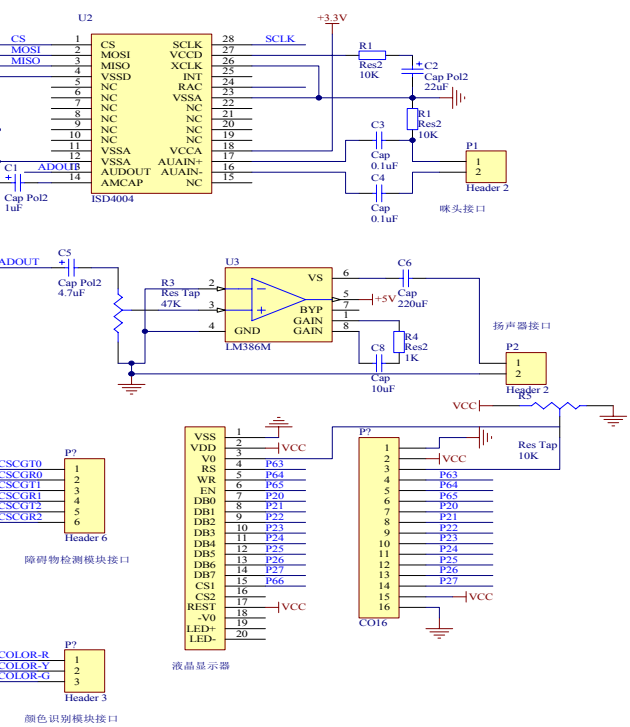 U2
+3.3V
CS 1 CS SCLK 28 SCLK
MOSI 2 MOSI VCCD 27
MISO 3 MISO XCLK 26
4 VSSD INT 25
5 NC RAC 24
6 NC VSSA 23
7 NC NC 22
8 NC NC 21
9 NC NC 20
10 NC NC 19
11 VSSA VCCA 18
12 VSSA AUAIN+ 17
ADOUT 13 AUDOUT AUAIN- 16
14 AMCAP NC 15
ISD4004
R1
Res2
10K
C2
+
Cap Pol2
22uF
R1
Res2
10K
C3
Cap
0.1uF
C4
Cap
0.1uF
P1
1
2
Header 2
咪头接口
C1
+
Cap Pol2
1uF
ADOUT
C5
+
Cap Pol2
4.7uF
R3
Res Tap
47K
U3
2 − VS 6
3 + 5 +5V
BYP 7
GAIN 1
4 GND GAIN 8
LM386M
C6
Cap
220uF
R4
Res2
1K
C8
Cap
10uF
扬声器接口
P2
1
2
Header 2
VCC
R5
Res Tap
10K
P?
CSCGT0 1
CSCGR0 2
CSCGT1 3
CSCGR1 4
CSCGT2 5
CSCGR2 6
Header 6
障碍物检测模块接口
VSS 1
VDD 2 VCC
V0 3
RS 4 P63
WR 5 P64
EN 6 P65
DB0 7 P20
DB1 8 P21
DB2 9 P22
DB3 10 P23
DB4 11 P24
DB5 12 P25
DB6 13 P26
DB7 14 P27
CS1 15 P66
CS2 16
REST 17 VCC
-V0 18
LED+ 19
LED- 20
液晶显示器
P?
1
2 VCC
3
4 P63
5 P64
6 P65
7 P20
8 P21
9 P22
10 P23
11 P24
12 P25
13 P26
14 P27
15 VCC
16
CO16
P?
COLOR-R 1
COLOR-Y 2
COLOR-G 3
Header 3
颜色识别模块接口